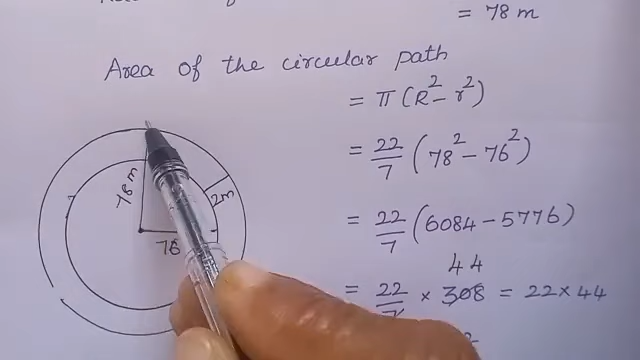 = 78 m
Area of the circular path
= π (R² - r²)
= 22/7 (78² - 76²)
= 22/7 (6084 - 5776)
44
= 22/7 × 308 = 22 × 44
78 m
2m
76